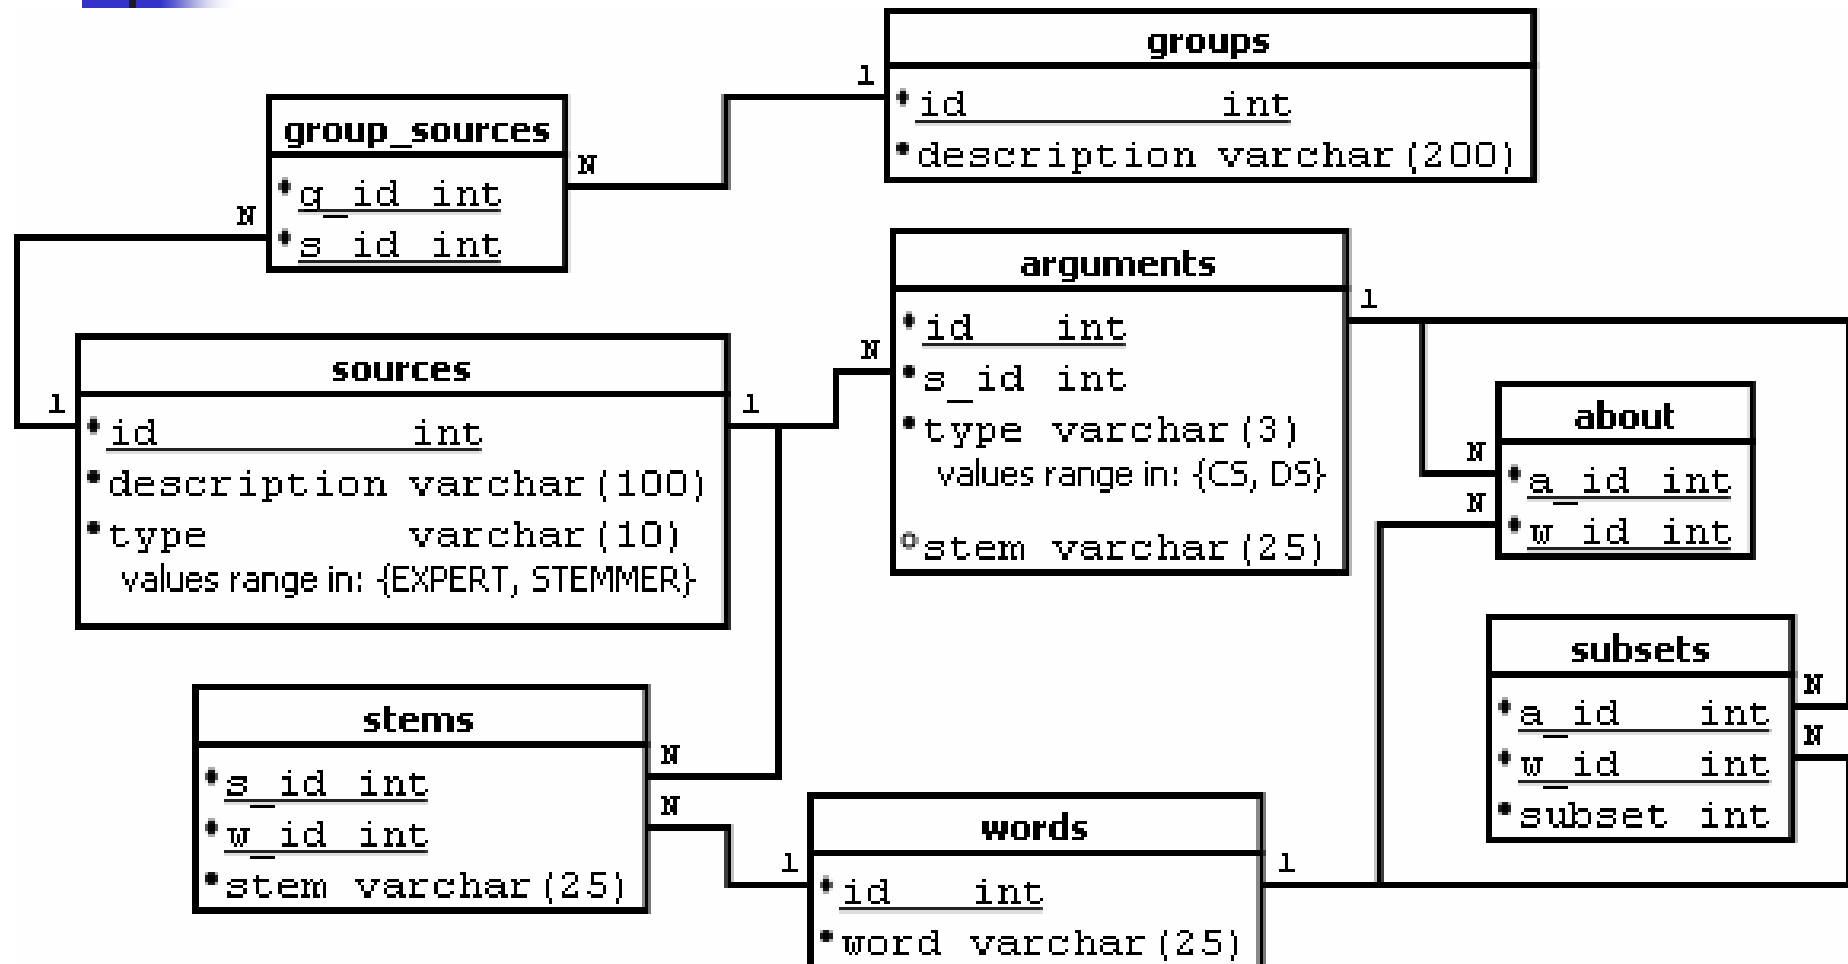 groups
id int
description varchar(200)
1
group_sources
g_id int
s_id int
N
N
arguments
id int
s_id int
type varchar(3)
values range in: {CS, DS}
stem varchar(25)
1
N
sources
id int
description varchar(100)
type varchar(10)
values range in: {EXPERT, STEMMER}
1
1
about
a_id int
w_id int
N
N
subsets
a_id int
w_id int
subset int
N
N
stems
s_id int
w_id int
stem varchar(25)
N
N
words
id int
word varchar(25)
1
1